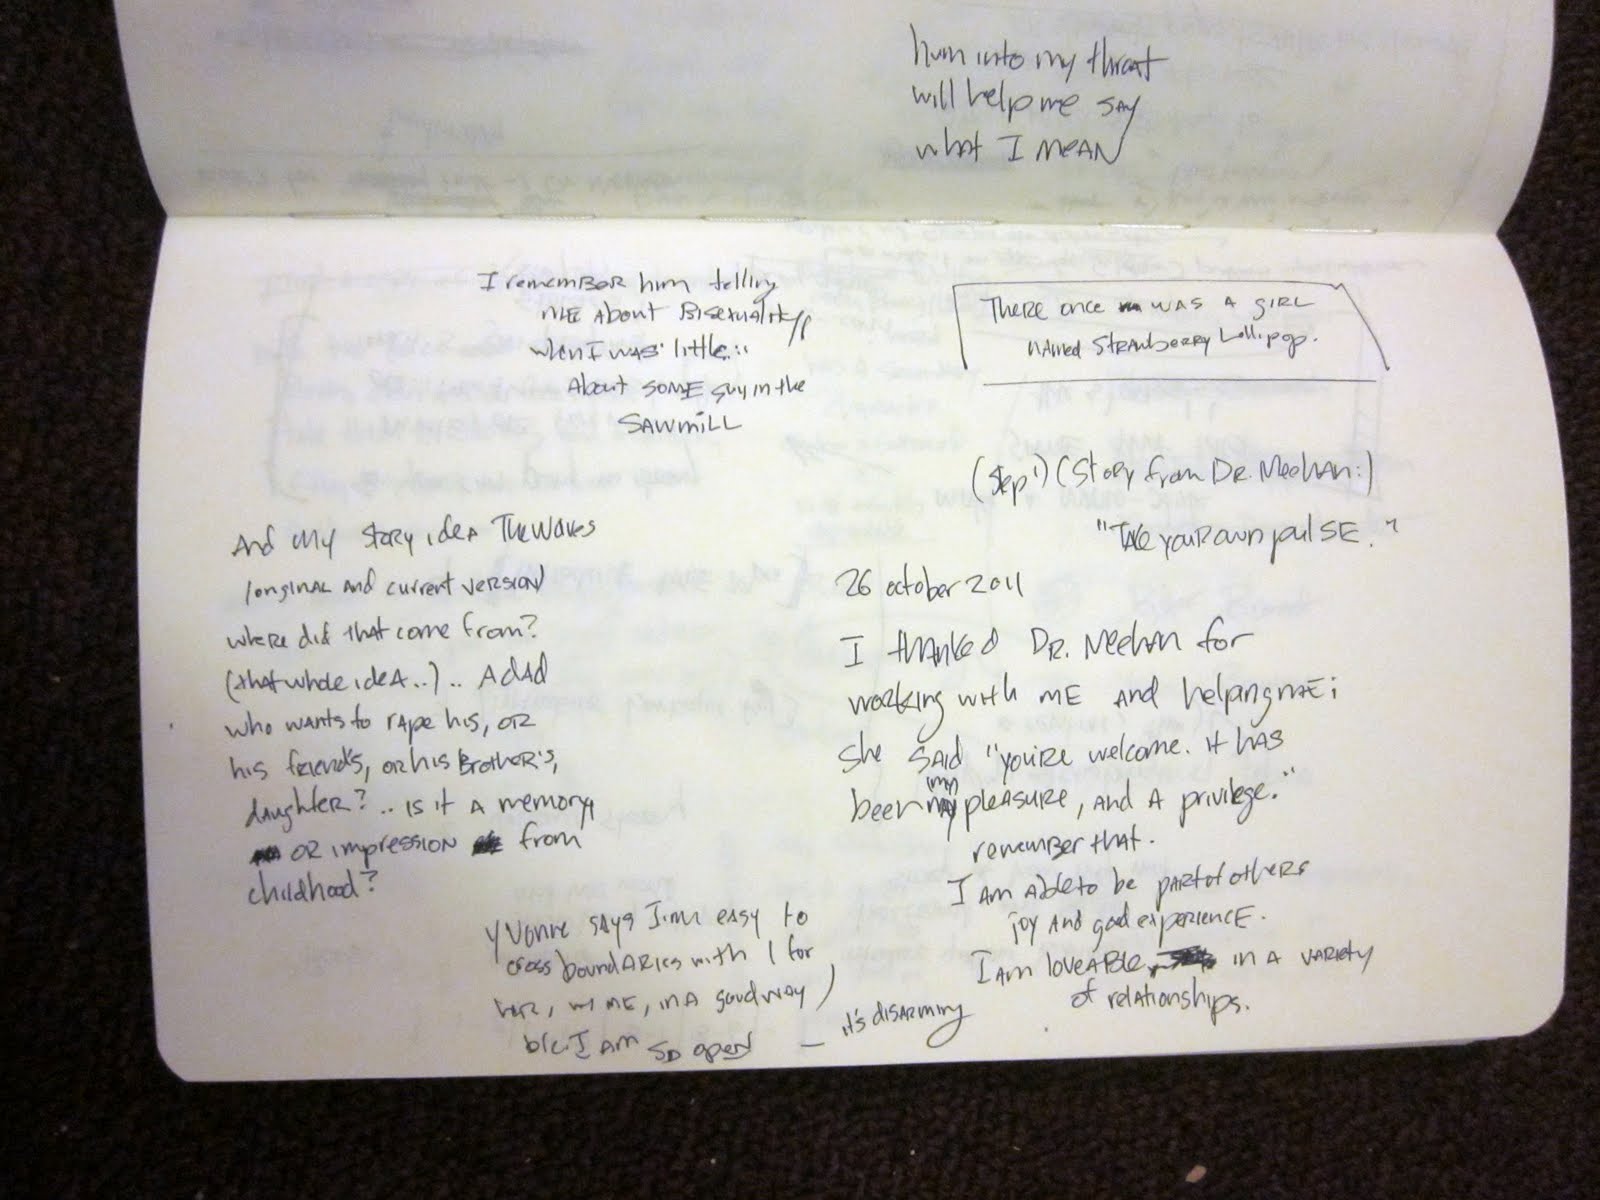 hum into my throat
will help me say
what I mean
I remember him telling
me about Bisexuality,
when I was little...
about some guy in the
sawmill
There once was a girl
named Strawberry Lollipop.
(step 1) (Story from Dr. Meehan:)
"Take your own pulse."
And my story idea The Waves
(original and current version)
where did that come from?
(that whole idea..).. A dad
who wants to rape his, or
his friend's, or his Brother's,
daughter? .. is it a memory,
or impression from
childhood?
Yvonne says I'm easy to
cross boundaries with (for
her, w/ me, in a good way)
b/c I am so open — it's disarming
26 october 2011
I thanked Dr. Meehan for
working with me and helping me;
she said "you're welcome. it has
been my pleasure, and a privilege."
remember that.
I am able to be part of others
joy and good experience.
I am loveable, in a variety
of relationships.